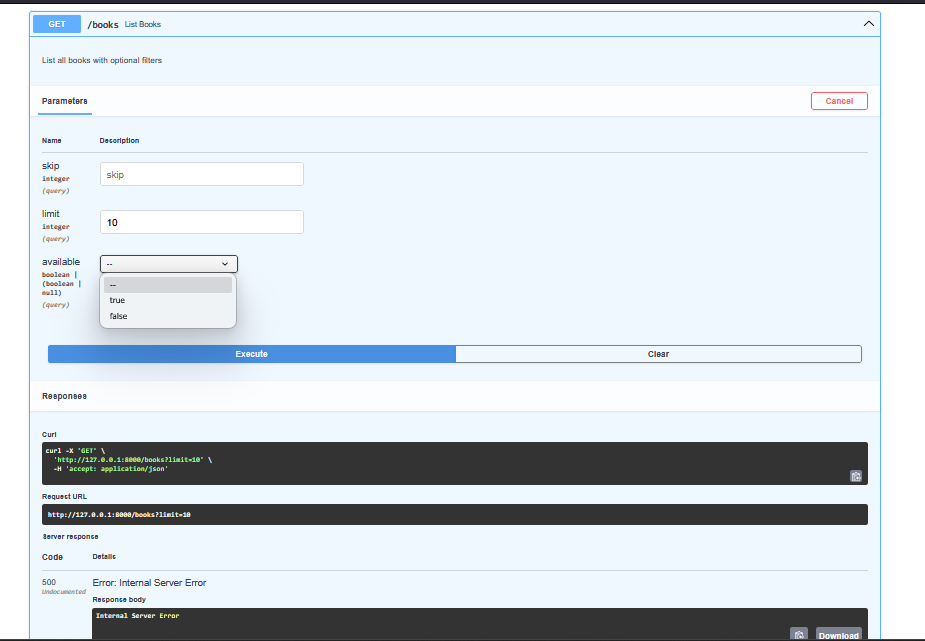 GET /books List Books
List all books with optional filters
Parameters
Cancel
Name Description
skip
integer
(query)
skip
limit
integer
(query)
10
available
boolean |
(boolean |
null)
(query)
--
--
true
false
Execute
Clear
Responses
Curl
curl -X 'GET' \
'http://127.0.0.1:8000/books?limit=10' \
-H 'accept: application/json'
Request URL
http://127.0.0.1:8000/books?limit=10
Server response
Code Details
500
Undocumented
Error: Internal Server Error
Response body
Internal Server Error
Download